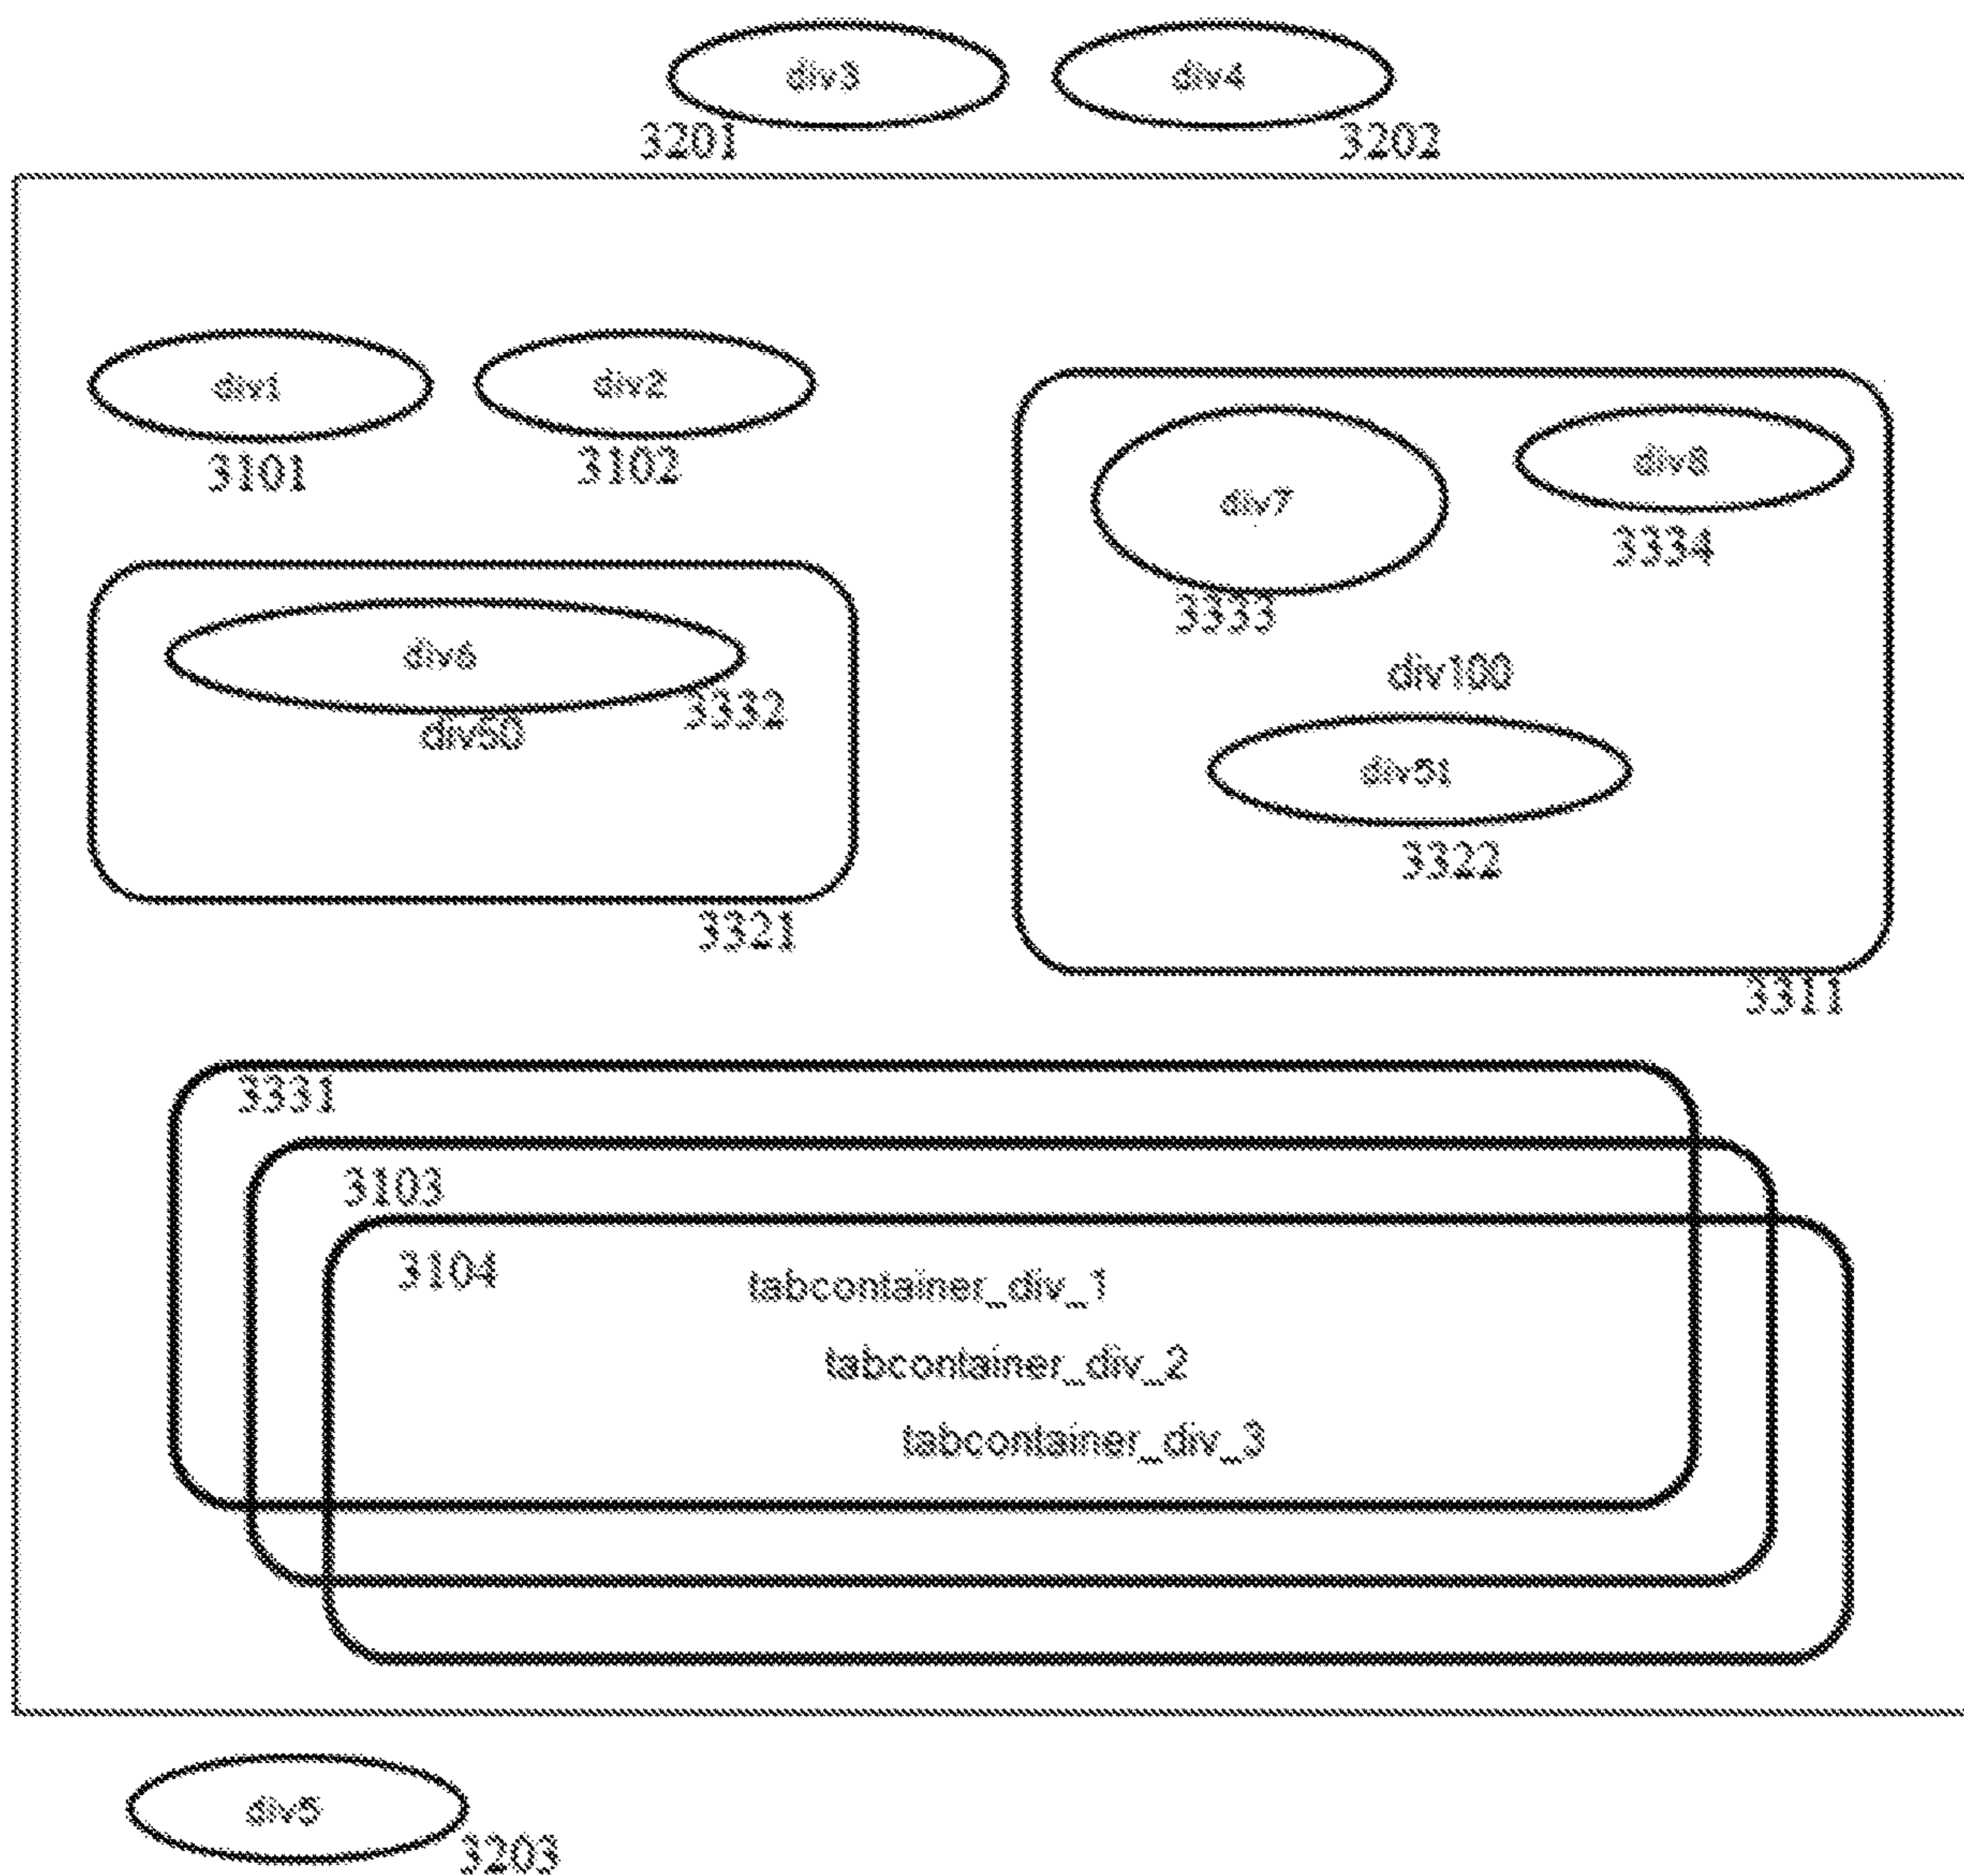 div3
div4
3201
3202
div1
div2
3101
3102
div7
div8
3334
3333
div6
3332
div50
div100
div51
3322
3321
3311
3331
3103
3104
tabcontainer_div_1
tabcontainer_div_2
tabcontainer_div_3
div5
3203